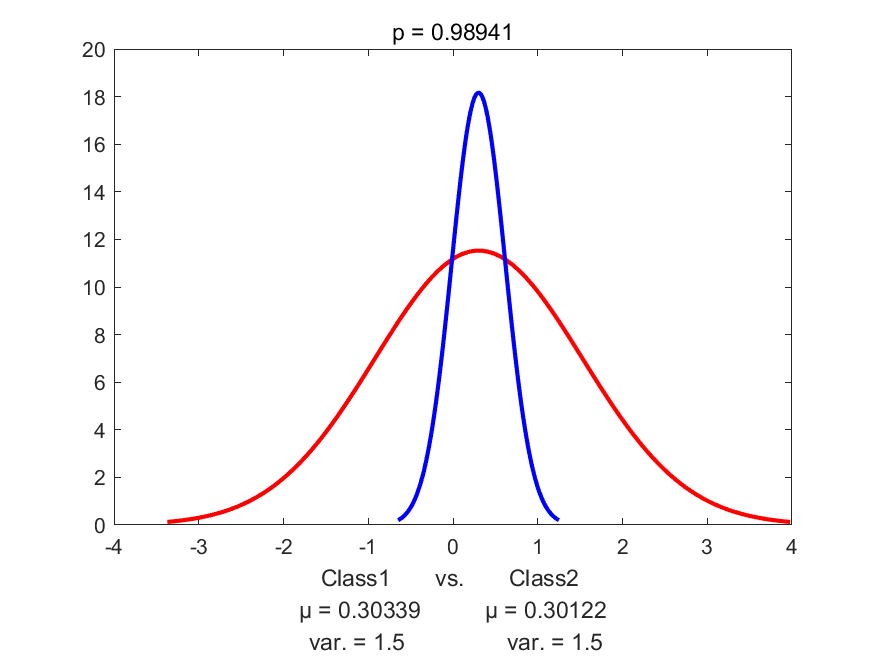 p = 0.98941
20
18
16
14
12
10
8
6
4
2
0
-4 -3 -2 -1 0 1 2 3 4
Class1 vs. Class2
μ = 0.30339 μ = 0.30122
var. = 1.5 var. = 1.5